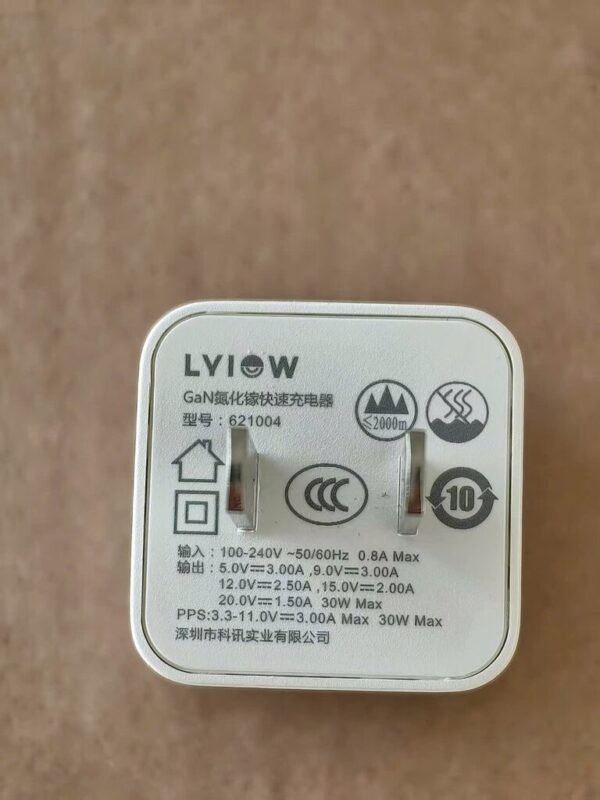 LYIOW
GaN氮化镓快速充电器
型号：621004
≤2000m
CCC
10
输入：100-240V ~50/60Hz 0.8A Max
输出：5.0V⎓3.00A ,9.0V⎓3.00A
12.0V⎓2.50A ,15.0V⎓2.00A
20.0V⎓1.50A 30W Max
PPS:3.3-11.0V⎓3.00A Max 30W Max
深圳市科讯实业有限公司